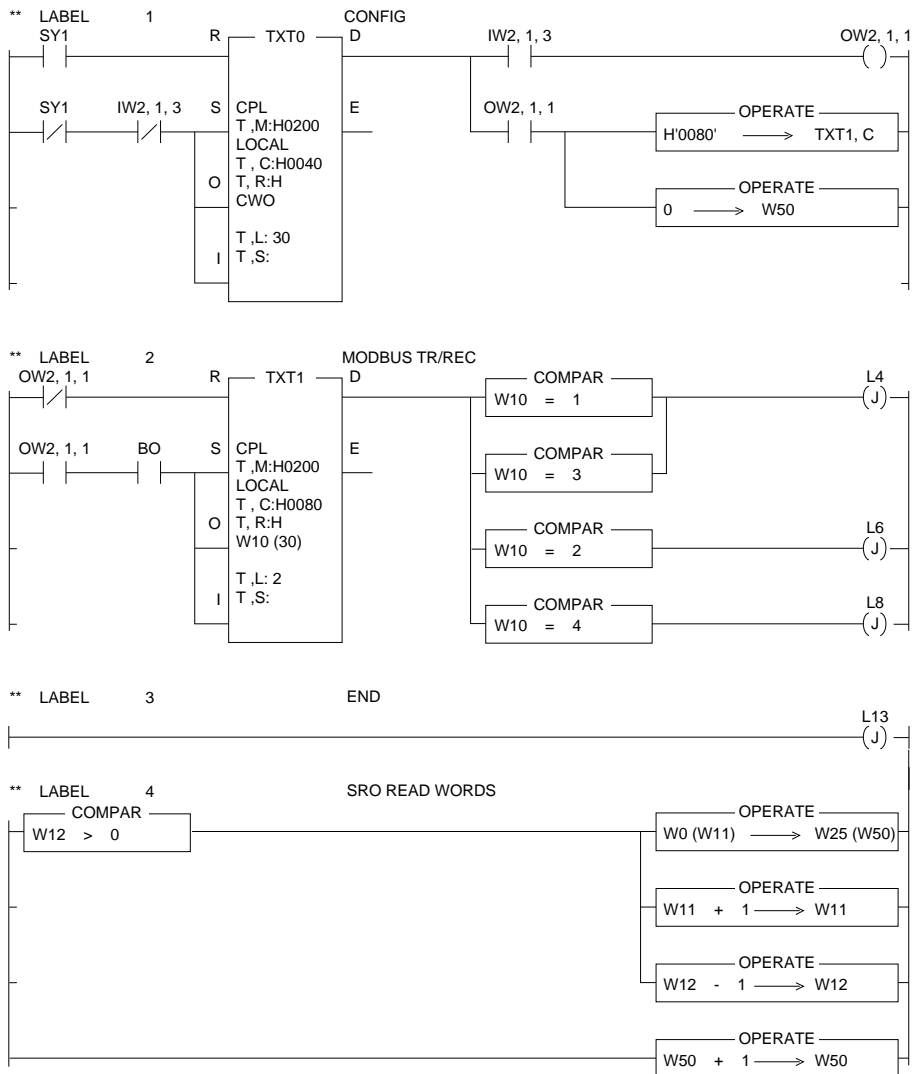 ** LABEL 1 CONFIG
SY1 R TXT0 D IW2, 1, 3 OW2, 1, 1
SY1 IW2, 1, 3 S CPL E OW2, 1, 1 OPERATE
T ,M:H0200 H'0080' TXT1, C
LOCAL
T , C:H0040
O T, R:H OPERATE
CWO 0 W50
T ,L: 30
I T ,S:
** LABEL 2 MODBUS TR/REC
OW2, 1, 1 R TXT1 D COMPAR L4
W10 = 1 (J)
OW2, 1, 1 BO S CPL E COMPAR
T ,M:H0200 W10 = 3
LOCAL
T , C:H0080
O T, R:H COMPAR L6
W10 (30) W10 = 2 (J)
T ,L: 2
I T ,S: COMPAR L8
W10 = 4 (J)
** LABEL 3 END
L13
(J)
** LABEL 4 SRO READ WORDS
COMPAR OPERATE
W12 > 0 W0 (W11) W25 (W50)
OPERATE
W11 + 1 W11
OPERATE
W12 - 1 W12
OPERATE
W50 + 1 W50